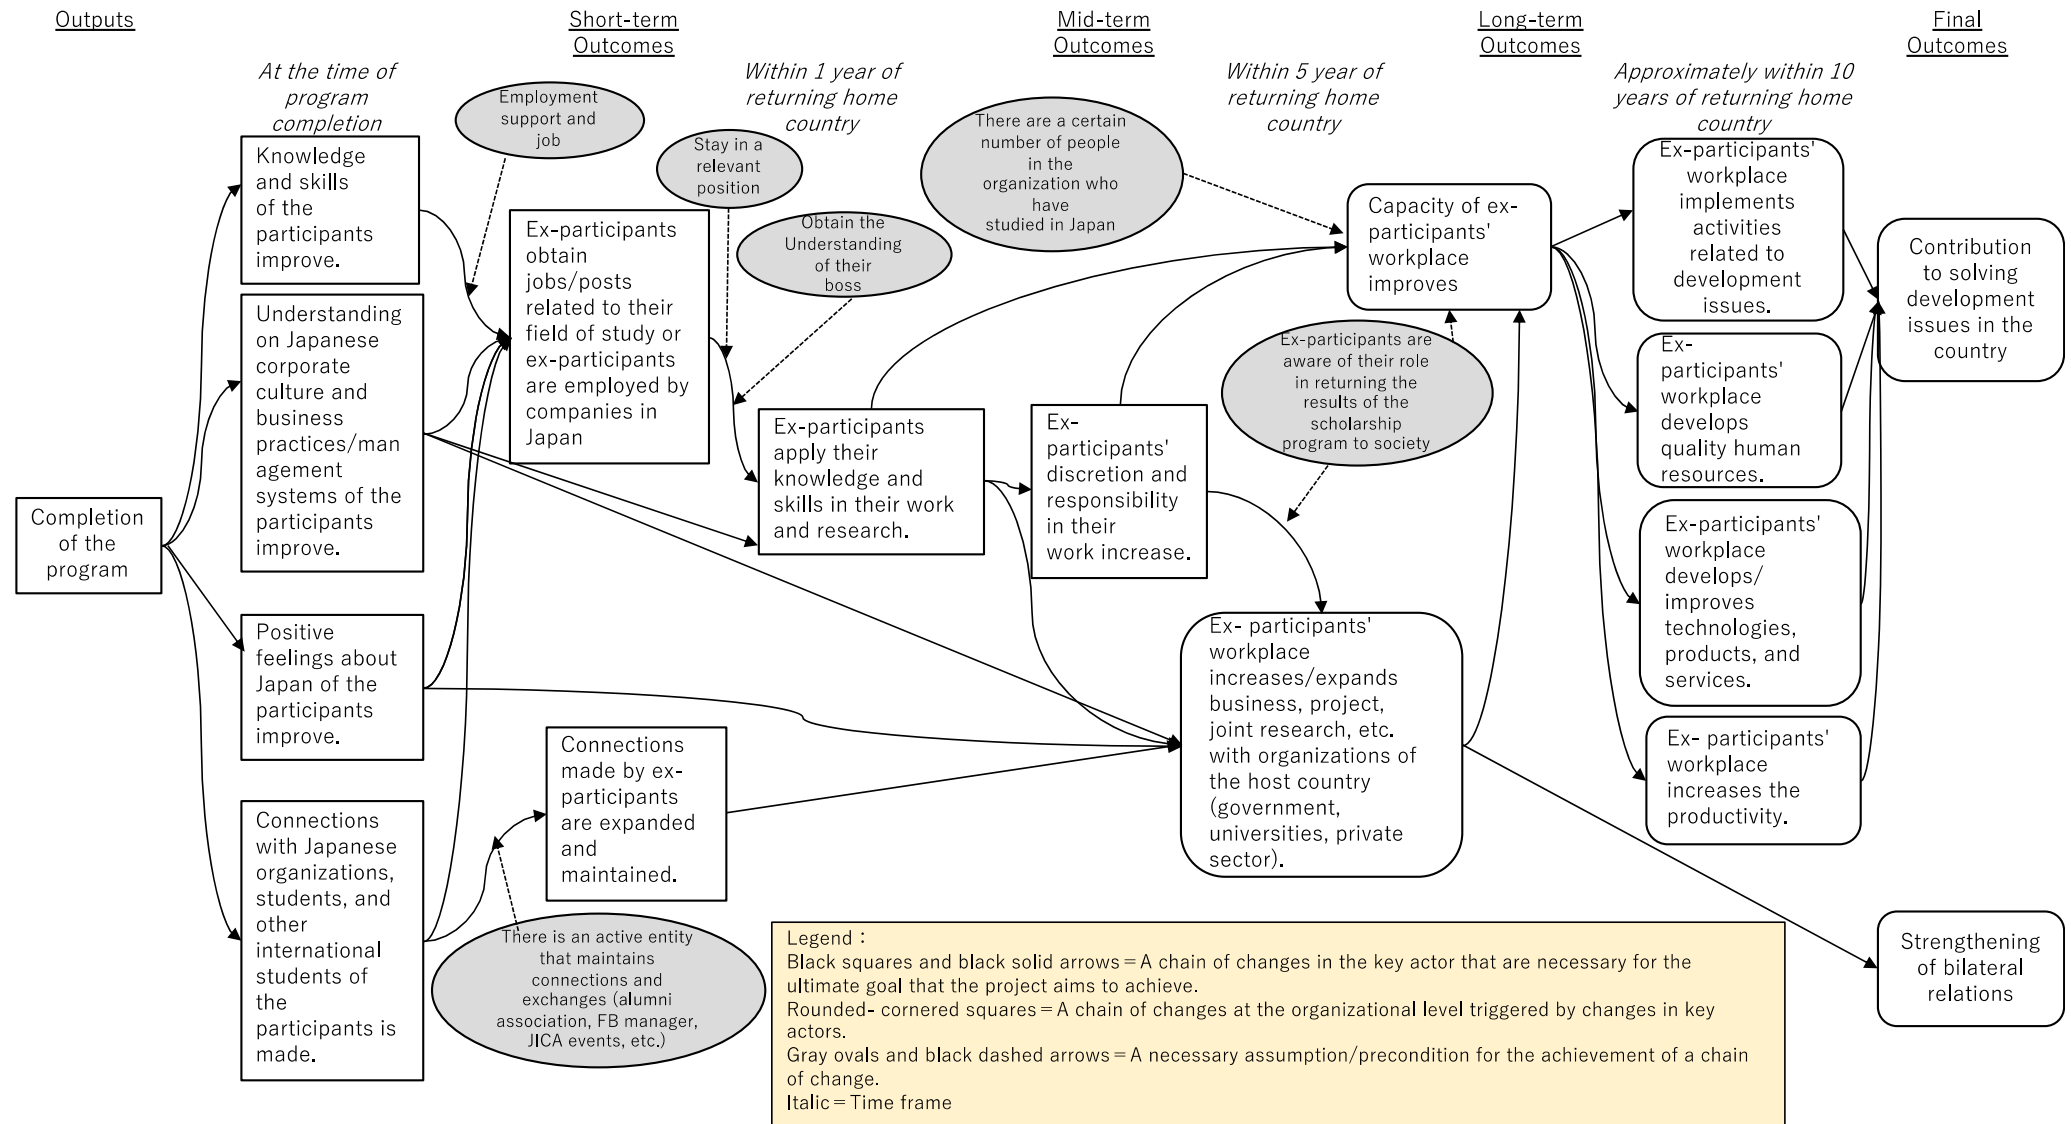 Outputs
Short-term
Outcomes
Mid-term
Outcomes
Long-term
Outcomes
Final
Outcomes
At the time of
program
completion
Within 1 year of
returning home
country
Within 5 year of
returning home
country
Approximately within 10
years of returning home
country
Employment
support and
job
Stay in a
relevant
position
Obtain the
Understanding
of their
boss
There are a certain
number of people
in the
organization who
have
studied in Japan
Ex-participants are
aware of their role
in returning the
results of the
scholarship
program to society
There is an active entity
that maintains
connections and
exchanges (alumni
association, FB manager,
JICA events, etc.)
Completion
of the
program
Knowledge
and skills
of the
participants
improve.
Understanding
on Japanese
corporate
culture and
business
practices/man
agement
systems of the
participants
improve.
Positive
feelings about
Japan of the
participants
improve.
Connections
with Japanese
organizations,
students, and
other
international
students of
the
participants is
made.
Ex-participants
obtain
jobs/posts
related to their
field of study or
ex-participants
are employed by
companies in
Japan
Connections
made by ex-
participants
are expanded
and
maintained.
Ex-participants
apply their
knowledge and
skills in their work
and research.
Ex-
participants'
discretion and
responsibility
in their
work increase.
Ex- participants'
workplace
increases/expands
business, project,
joint research, etc.
with organizations of
the host country
(government,
universities, private
sector).
Capacity of ex-
participants'
workplace
improves
Ex-participants'
workplace
implements
activities
related to
development
issues.
Ex-
participants'
workplace
develops
quality human
resources.
Ex-participants'
workplace
develops/
improves
technologies,
products, and
services.
Ex- participants'
workplace
increases the
productivity.
Contribution
to solving
development
issues in the
country
Strengthening
of bilateral
relations
Legend：
Black squares and black solid arrows＝A chain of changes in the key actor that are necessary for the
ultimate goal that the project aims to achieve.
Rounded- cornered squares＝A chain of changes at the organizational level triggered by changes in key
actors.
Gray ovals and black dashed arrows＝A necessary assumption/precondition for the achievement of a chain
of change.
Italic＝Time frame